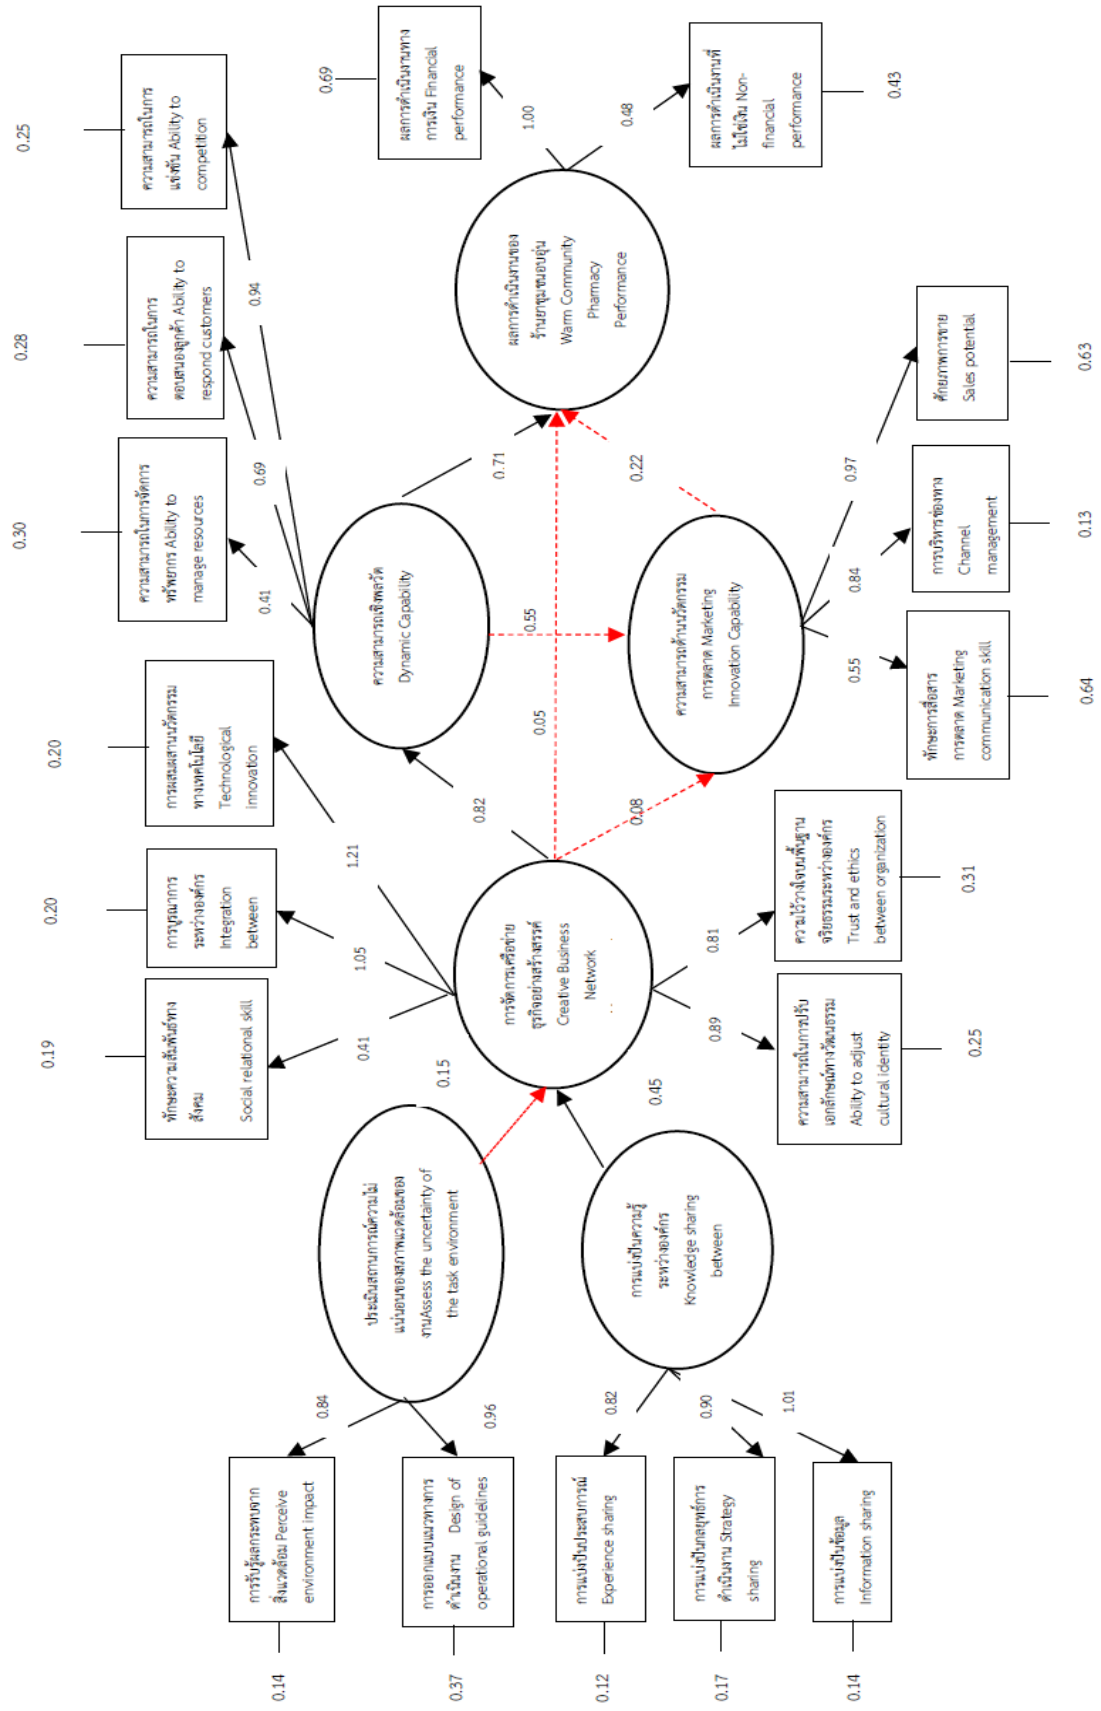 0.19
0.20
0.20
0.30
0.28
0.25
ทักษะความสัมพันธ์ทาง
สังคม
Social relational skill
การบูรณาการ
ระหว่างองค์กร
Integration
between
การผสมผสานนวัตกรรม
ทางเทคโนโลยี
Technological
innovation
ความสามารถในการจัดการ
ทรัพยากร Ability to
manage resources
ความสามารถในการ
ตอบสนองลูกค้า Ability to
respond customers
ความสามารถในการ
แข่งขัน Ability to
competition
0.41
1.05
1.21
0.41
0.69
0.94
0.14
การรับรู้ผลกระทบจาก
สิ่งแวดล้อม Perceive
environment impact
0.84
0.37
การออกแบบแนวทางการ
ดำเนินงาน Design of
operational guidelines
0.96
ประเมินสถานการณ์ความไม่
แน่นอนของสภาพแวดล้อมของ
งานAssess the uncertainty of
the task environment
0.15
0.12
การแบ่งปันประสบการณ์
Experience sharing
0.82
0.17
การแบ่งปันกลยุทธ์การ
ดำเนินงาน Strategy
sharing
0.90
0.14
การแบ่งปันข้อมูล
Information sharing
1.01
การแบ่งปันความรู้
ระหว่างองค์กร
Knowledge sharing
between
0.45
การจัดการเครือข่าย
ธุรกิจอย่างสร้างสรรค์
Creative Business
Network
0.82
0.05
0.08
ความสามารถเชิงพลวัต
Dynamic Capability
0.55
0.71
ความสามารถด้านนวัตกรรม
การตลาด Marketing
Innovation Capability
0.22
ผลการดำเนินงานของ
ร้านยาชุมชนอบอุ่น
Warm Community
Pharmacy
Performance
1.00
0.48
0.69
ผลการดำเนินงานทาง
การเงิน Financial
performance
ผลการดำเนินงานที่
ไม่ใช่เงิน Non-
financial
performance
0.43
0.89
0.81
0.55
0.84
0.97
ความสามารถในการปรับ
เอกลักษณ์ทางวัฒนธรรม
Ability to adjust
cultural identity
ความไว้วางใจบนพื้นฐาน
จริยธรรมระหว่างองค์กร
Trust and ethics
between organization
ทักษะการสื่อสาร
การตลาด Marketing
communication skill
การบริหารช่องทาง
Channel
management
ศักยภาพการขาย
Sales potential
0.25
0.31
0.64
0.13
0.63